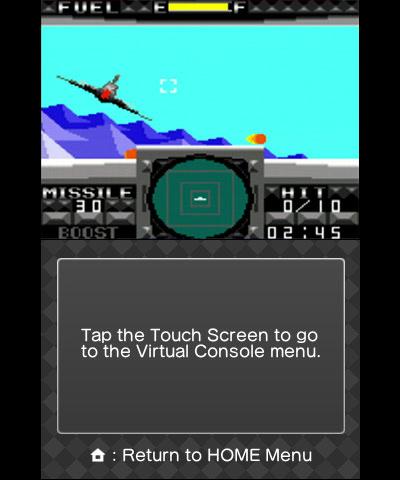 FUEL E F
MISSILE HIT
30 0/10
BOOST 02:45
Tap the Touch Screen to go
to the Virtual Console menu.
: Return to HOME Menu